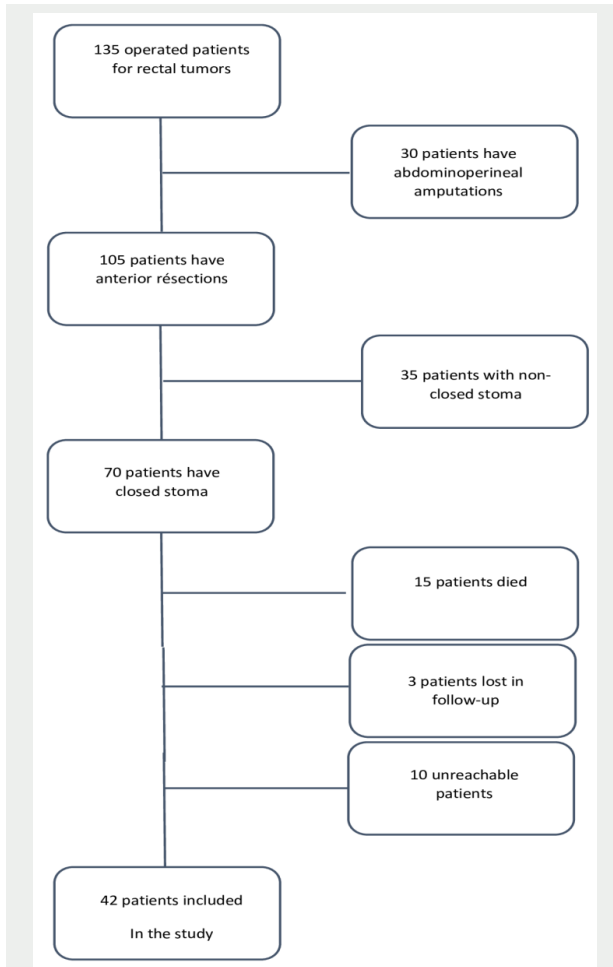 135 operated patients
for rectal tumors
30 patients have
abdominoperineal
amputations
105 patients have
anterior résections
35 patients with non-
closed stoma
70 patients have
closed stoma
15 patients died
3 patients lost in
follow-up
10 unreachable
patients
42 patients included
In the study